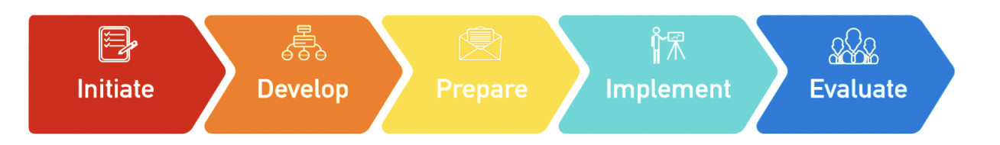 Initiate
Develop
Prepare
Implement
Evaluate